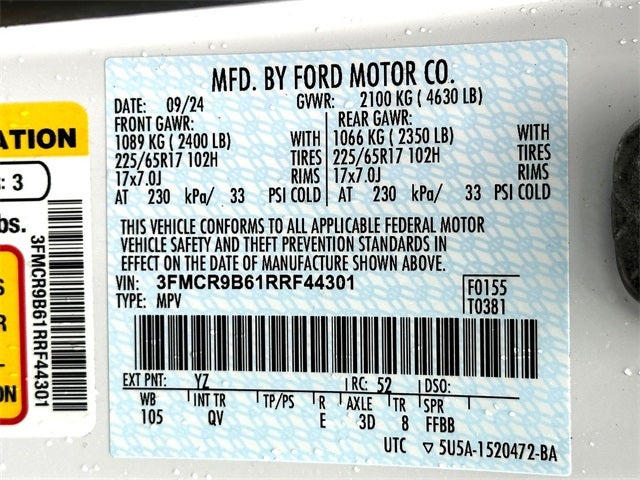 MFD. BY FORD MOTOR CO.
DATE: 09/24 GVWR: 2100 KG ( 4630 LB)
FRONT GAWR: REAR GAWR:
1089 KG ( 2400 LB) WITH 1066 KG ( 2350 LB) WITH
225/65R17 102H TIRES 225/65R17 102H TIRES
17x7.0J RIMS 17x7.0J RIMS
AT 230 kPa/ 33 PSI COLD AT 230 kPa/ 33 PSI COLD
THIS VEHICLE CONFORMS TO ALL APPLICABLE FEDERAL MOTOR
VEHICLE SAFETY AND THEFT PREVENTION STANDARDS IN
EFFECT ON THE DATE OF MANUFACTURE SHOWN ABOVE.
VIN: 3FMCR9B61RRF44301 F0155
TYPE: MPV T0381
EXT PNT: YZ RC: 52 DSO:
WB INT TR TP/PS R AXLE TR SPR
105 QV E 3D 8 FFBB
UTC ▽ 5U5A-1520472-BA
ATION
: 3
bs.
S
R
ON
3FMCR9B61RRF44301